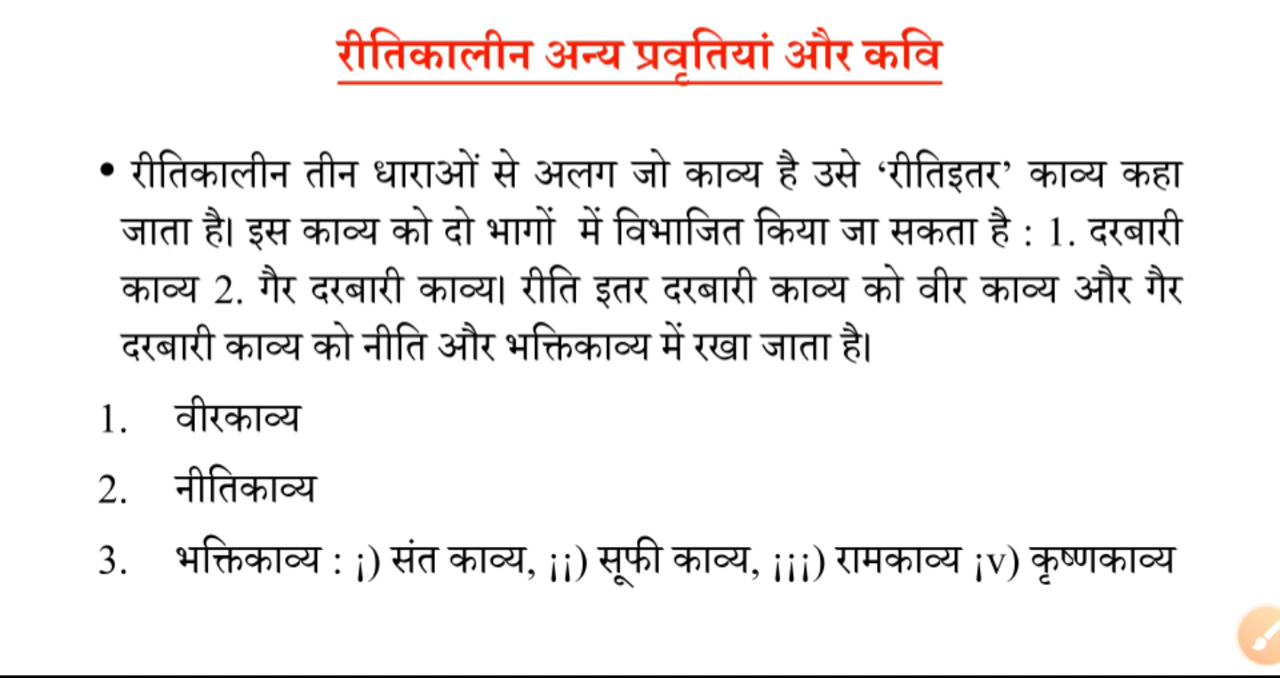 रीतिकालीन अन्य प्रवृतियां और कवि
• रीतिकालीन तीन धाराओं से अलग जो काव्य है उसे ‘रीतिइतर’ काव्य कहा
जाता है। इस काव्य को दो भागों में विभाजित किया जा सकता है : 1. दरबारी
काव्य 2. गैर दरबारी काव्य। रीति इतर दरबारी काव्य को वीर काव्य और गैर
दरबारी काव्य को नीति और भक्तिकाव्य में रखा जाता है।
1. वीरकाव्य
2. नीतिकाव्य
3. भक्तिकाव्य : ¡) संत काव्य, ¡¡) सूफी काव्य, ¡¡¡) रामकाव्य ¡v) कृष्णकाव्य